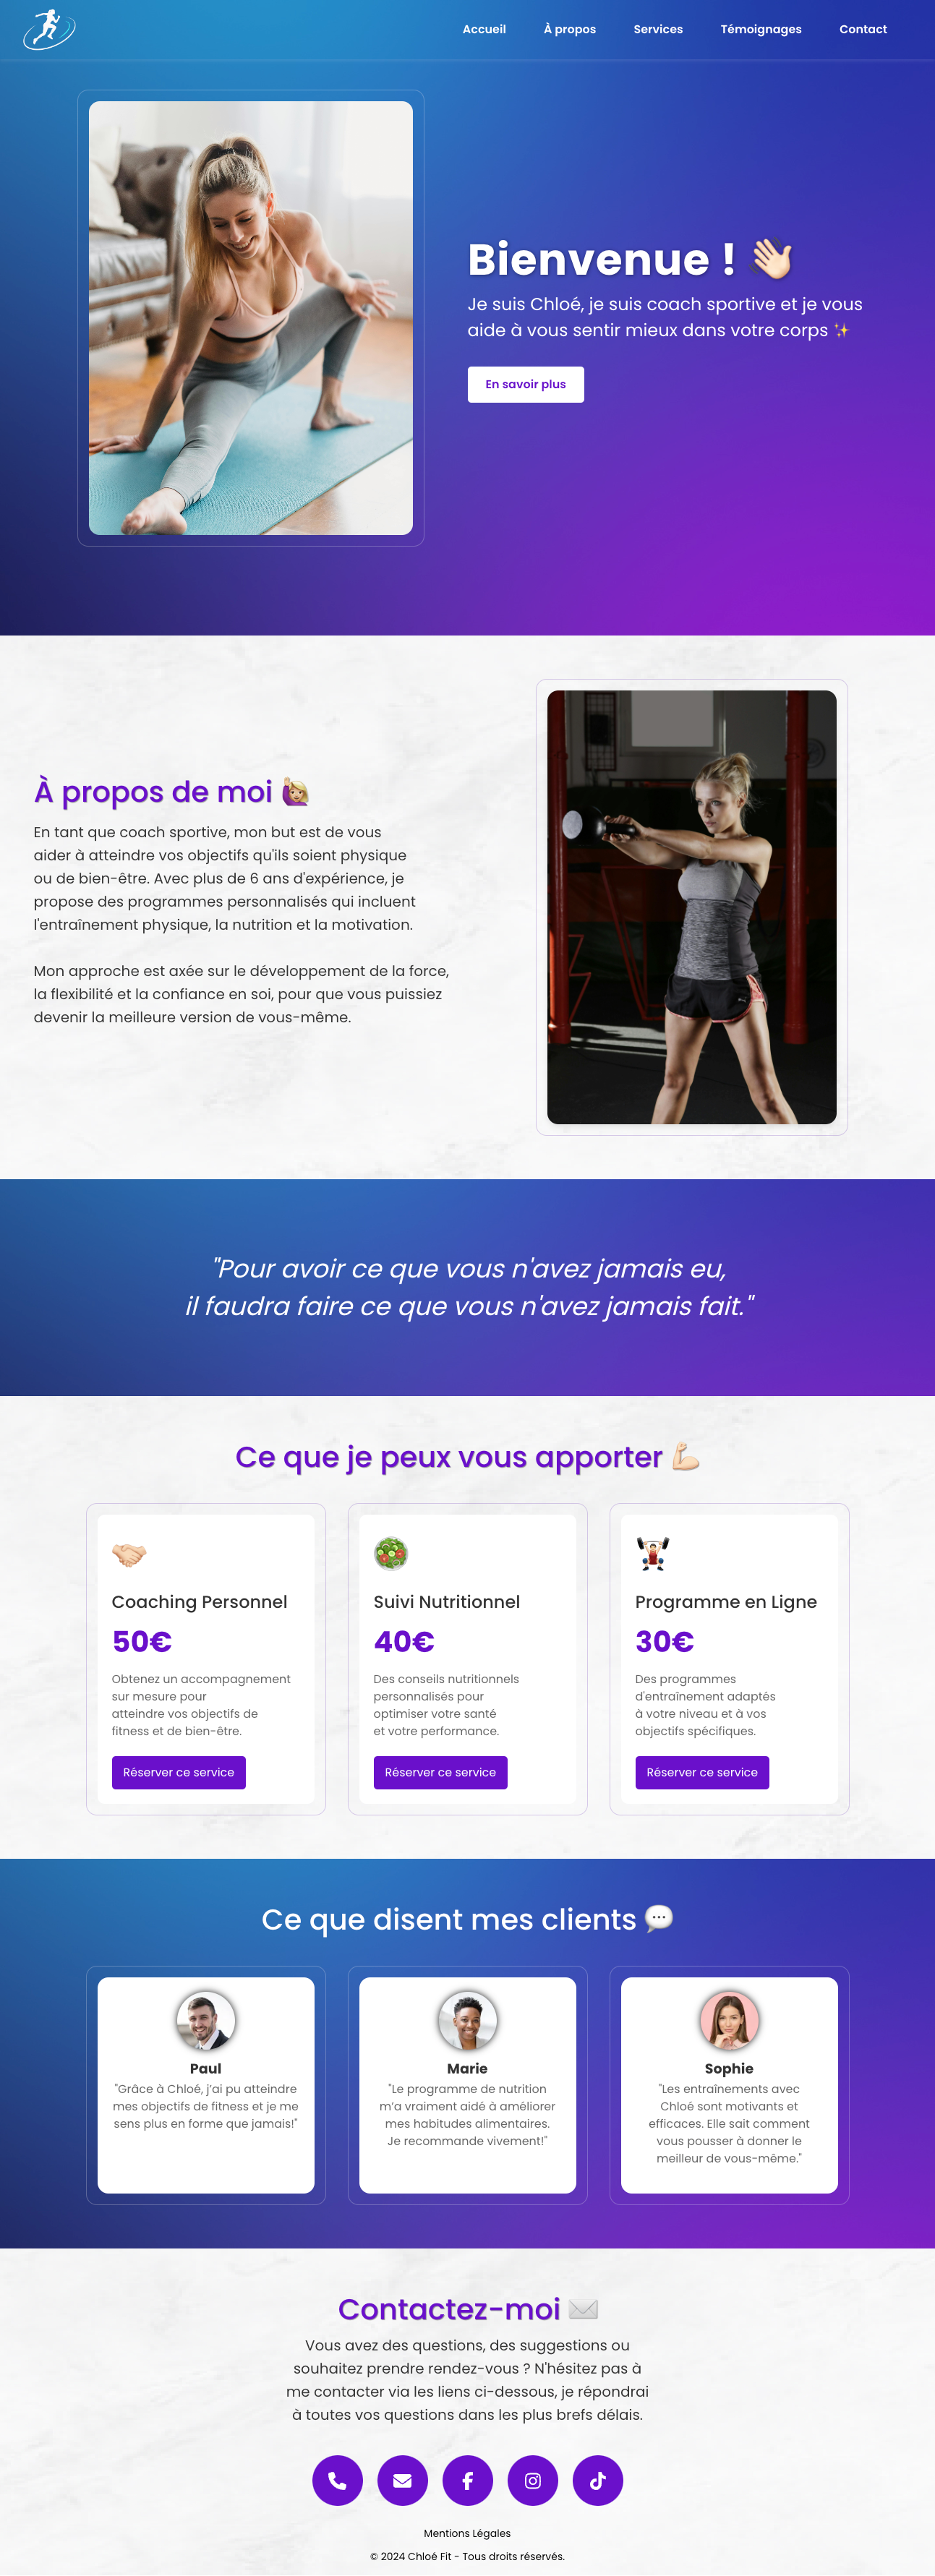 Accueil À propos Services Témoignages Contact
Bienvenue ! 👋🏻
Je suis Chloé, je suis coach sportive et je vous
aide à vous sentir mieux dans votre corps ✨
En savoir plus
À propos de moi 🙋🏼‍♀️
En tant que coach sportive, mon but est de vous
aider à atteindre vos objectifs qu'ils soient physique
ou de bien-être. Avec plus de 6 ans d'expérience, je
propose des programmes personnalisés qui incluent
l'entraînement physique, la nutrition et la motivation.
Mon approche est axée sur le développement de la force,
la flexibilité et la confiance en soi, pour que vous puissiez
devenir la meilleure version de vous-même.
"Pour avoir ce que vous n'avez jamais eu,
il faudra faire ce que vous n'avez jamais fait."
Ce que je peux vous apporter 💪🏻
Coaching Personnel
50€
Obtenez un accompagnement
sur mesure pour
atteindre vos objectifs de
fitness et de bien-être.
Réserver ce service
Suivi Nutritionnel
40€
Des conseils nutritionnels
personnalisés pour
optimiser votre santé
et votre performance.
Réserver ce service
Programme en Ligne
30€
Des programmes
d'entraînement adaptés
à votre niveau et à vos
objectifs spécifiques.
Réserver ce service
Ce que disent mes clients 💬
Paul
"Grâce à Chloé, j'ai pu atteindre
mes objectifs de fitness et je me
sens plus en forme que jamais!"
Marie
"Le programme de nutrition
m'a vraiment aidé à améliorer
mes habitudes alimentaires.
Je recommande vivement!"
Sophie
"Les entraînements avec
Chloé sont motivants et
efficaces. Elle sait comment
vous pousser à donner le
meilleur de vous-même."
Contactez-moi ✉️
Vous avez des questions, des suggestions ou
souhaitez prendre rendez-vous ? N'hésitez pas à
me contacter via les liens ci-dessous, je répondrai
à toutes vos questions dans les plus brefs délais.
Mentions Légales
© 2024 Chloé Fit - Tous droits réservés.